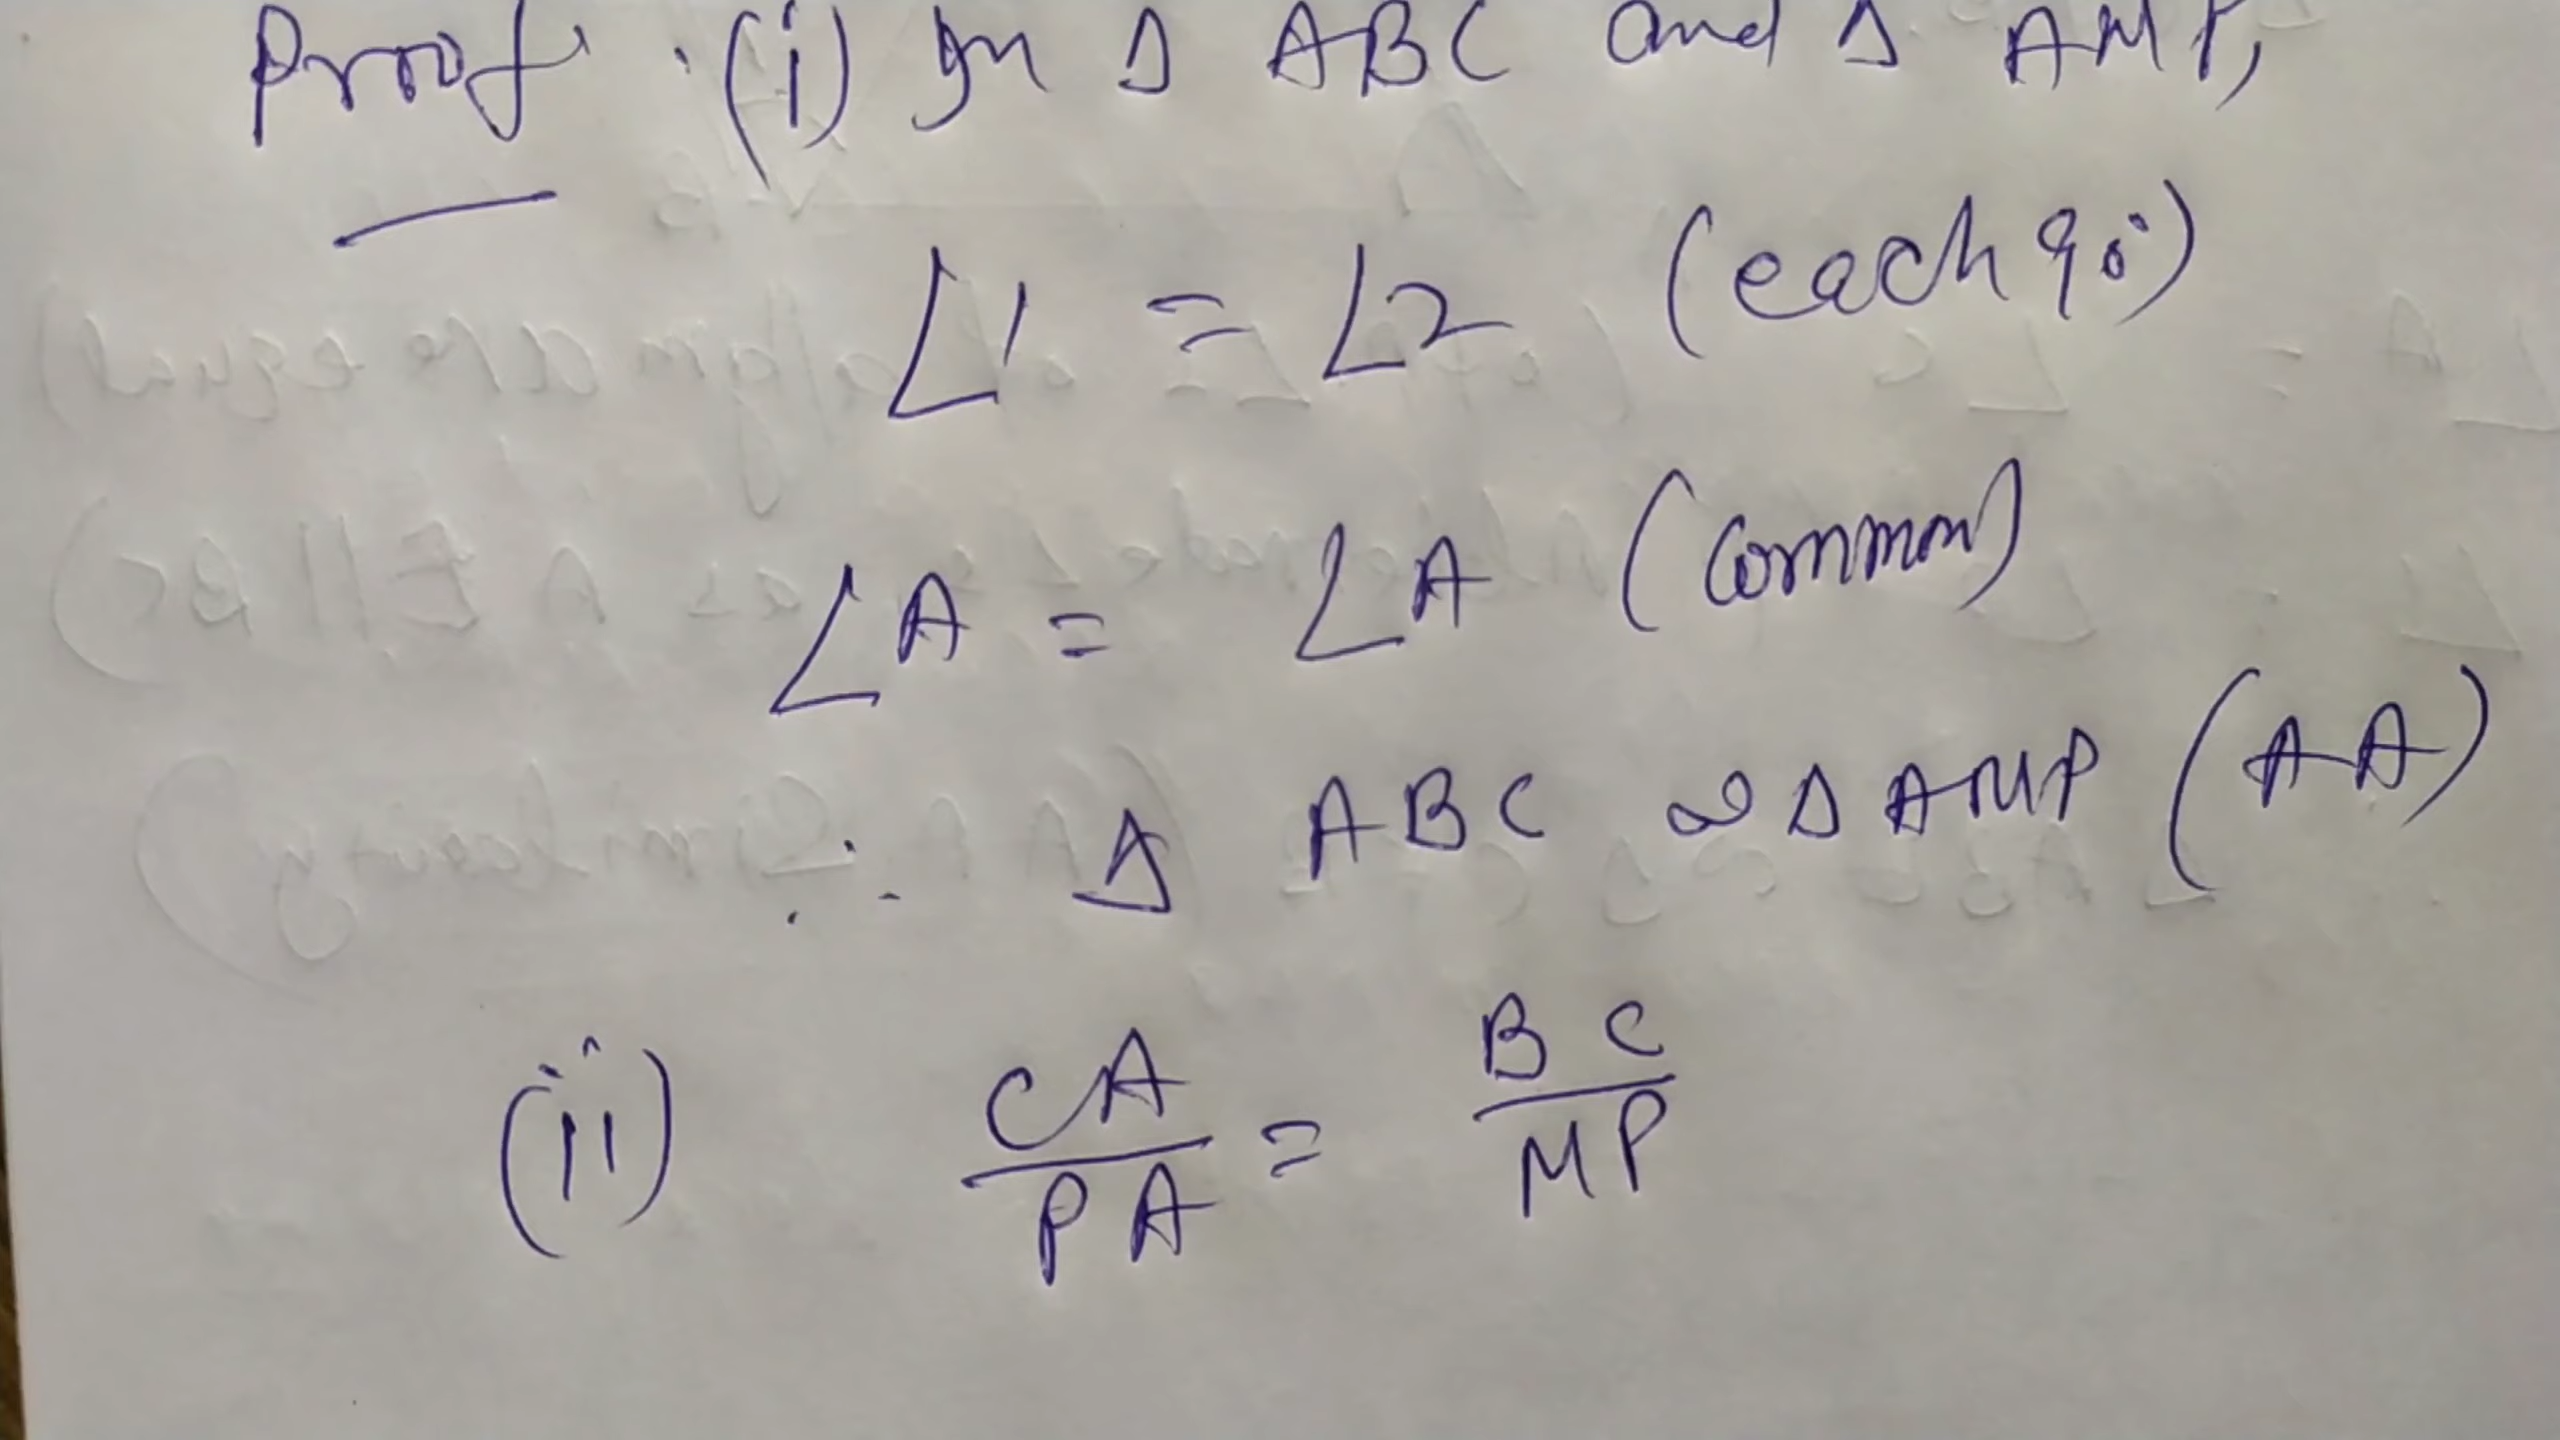 Proof . (i) In Δ ABC and Δ AMP,
∠1 = ∠2 (each 90°)
∠A = ∠A (Common)
∴ Δ ABC ∼ Δ AMP (AA)
(ii) CA/PA = BC/MP